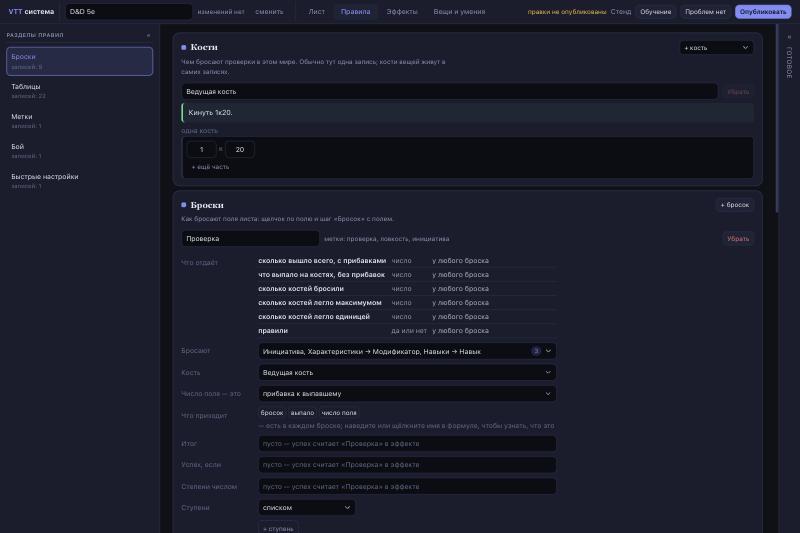 VTT система
D&D 5e
изменений нет
сменить
Лист
Правила
Эффекты
Вещи и умения
правки не опубликованы
Стенд
Обучение
Проблем нет
Опубликовать
РАЗДЕЛЫ ПРАВИЛ «
Броски
записей: 9
Таблицы
записей: 22
Метки
записей: 1
Бой
записей: 1
Быстрые настройки
записей: 1
« ГОТОВОЕ
Кости
+ кость
Чем бросают проверки в этом мире. Обычно тут одна запись; кости вещей живут в
самих записях.
Ведущая кость
Убрать
Кинуть 1к20.
одна кость
1 к 20
+ ещё часть
Броски
+ бросок
Как бросают поля листа: щелчок по полю и шаг «Бросок» с полем.
Проверка
метки: проверка, ловкость, инициатива
Убрать
Что отдаёт
сколько вышло всего, с прибавками число у любого броска
что выпало на костях, без прибавок число у любого броска
сколько костей бросили число у любого броска
сколько костей легло максимумом число у любого броска
сколько костей легло единицей число у любого броска
правили да или нет у любого броска
Бросают
Инициатива, Характеристики → Модификатор, Навыки → Навык 3
Кость
Ведущая кость
Число поля — это
прибавка к выпавшему
Что приходит
бросок выпало число поля
— есть в каждом броске; наведите или щёлкните имя в формуле, чтобы узнать, что это
Итог
пусто — успех считает «Проверка» в эффекте
Успех, если
пусто — успех считает «Проверка» в эффекте
Степени числом
пусто — успех считает «Проверка» в эффекте
Ступени
списком
+ ступень